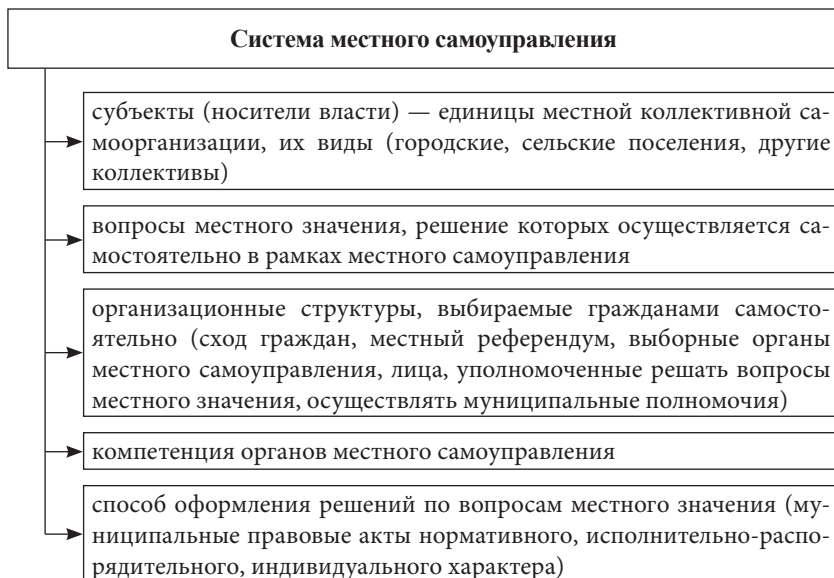 Система местного самоуправления
субъекты (носители власти) — единицы местной коллективной са-
моорганизации, их виды (городские, сельские поселения, другие
коллективы)
вопросы местного значения, решение которых осуществляется са-
мостоятельно в рамках местного самоуправления
организационные структуры, выбираемые гражданами самосто-
ятельно (сход граждан, местный референдум, выборные органы
местного самоуправления, лица, уполномоченные решать вопросы
местного значения, осуществлять муниципальные полномочия)
компетенция органов местного самоуправления
способ оформления решений по вопросам местного значения (му-
ниципальные правовые акты нормативного, исполнительно-распо-
рядительного, индивидуального характера)